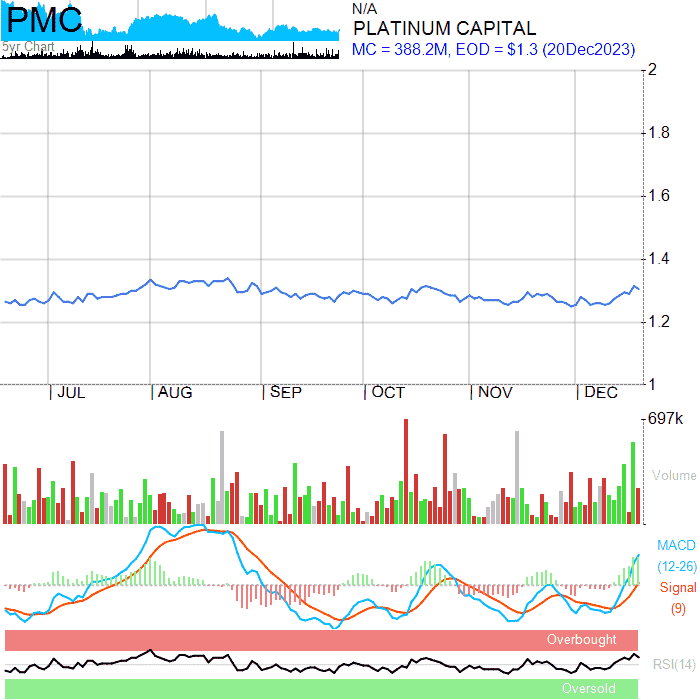 PMC
5yr Chart
N/A
PLATINUM CAPITAL
MC = 388.2M, EOD = $1.3 (20Dec2023)
2
1.8
1.6
1.4
1.2
1
JUL AUG SEP OCT NOV DEC
697k
Volume
MACD
(12-26)
Signal
(9)
Overbought
RSI(14)
Oversold